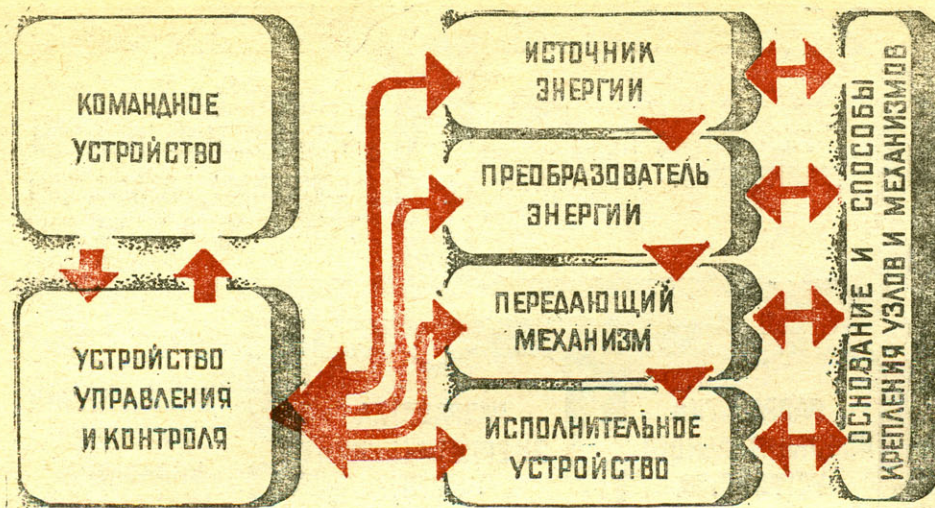 КОМАНДНОЕ
УСТРОЙСТВО
УСТРОЙСТВО
УПРАВЛЕНИЯ
И КОНТРОЛЯ
ИСТОЧНИК
ЭНЕРГИИ
ПРЕОБРАЗОВАТЕЛЬ
ЭНЕРГИИ
ПЕРЕДАЮЩИЙ
МЕХАНИЗМ
ИСПОЛНИТЕЛЬНОЕ
УСТРОЙСТВО
ОСНОВАНИЕ И СПОСОБЫ
КРЕПЛЕНИЯ УЗЛОВ И МЕХАНИЗМОВ